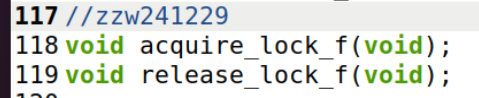 117 //zzw241229
118 void acquire_lock_f(void);
119 void release_lock_f(void);